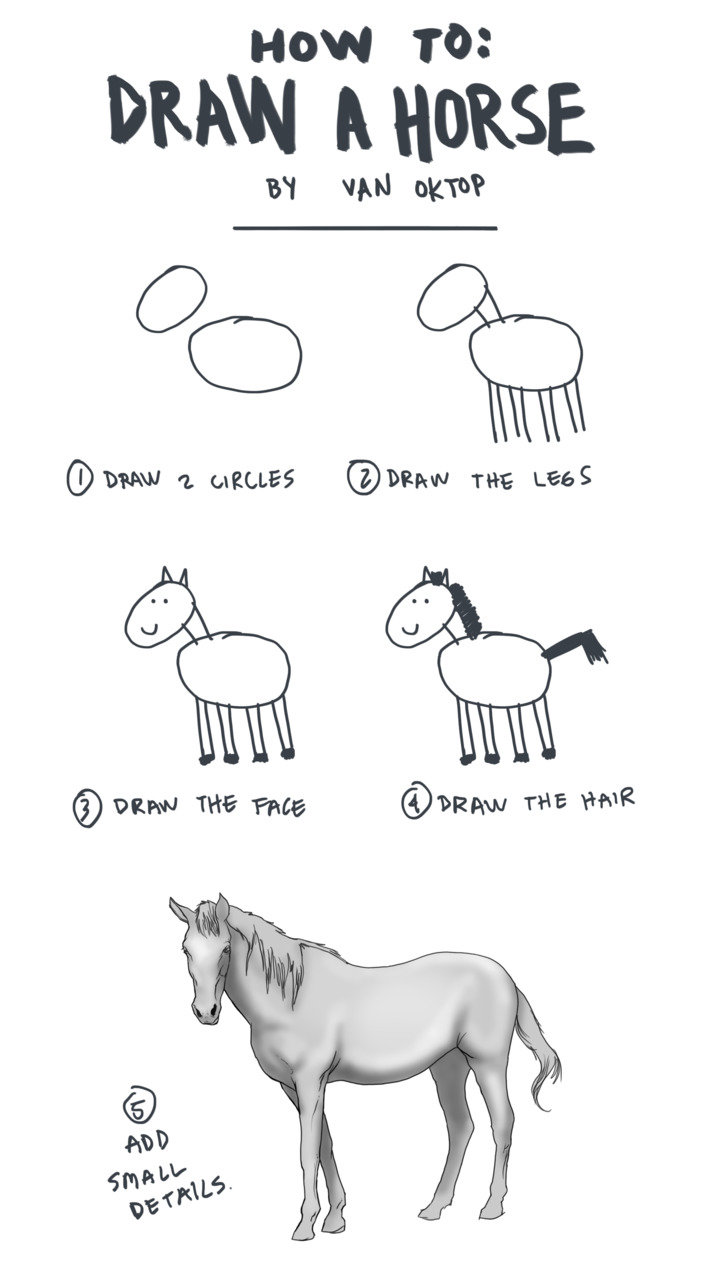 HOW TO:
DRAW A HORSE
BY VAN OKTOP
① DRAW 2 CIRCLES
② DRAW THE LEGS
③ DRAW THE FACE
④ DRAW THE HAIR
⑤
ADD
SMALL
DETAILS.